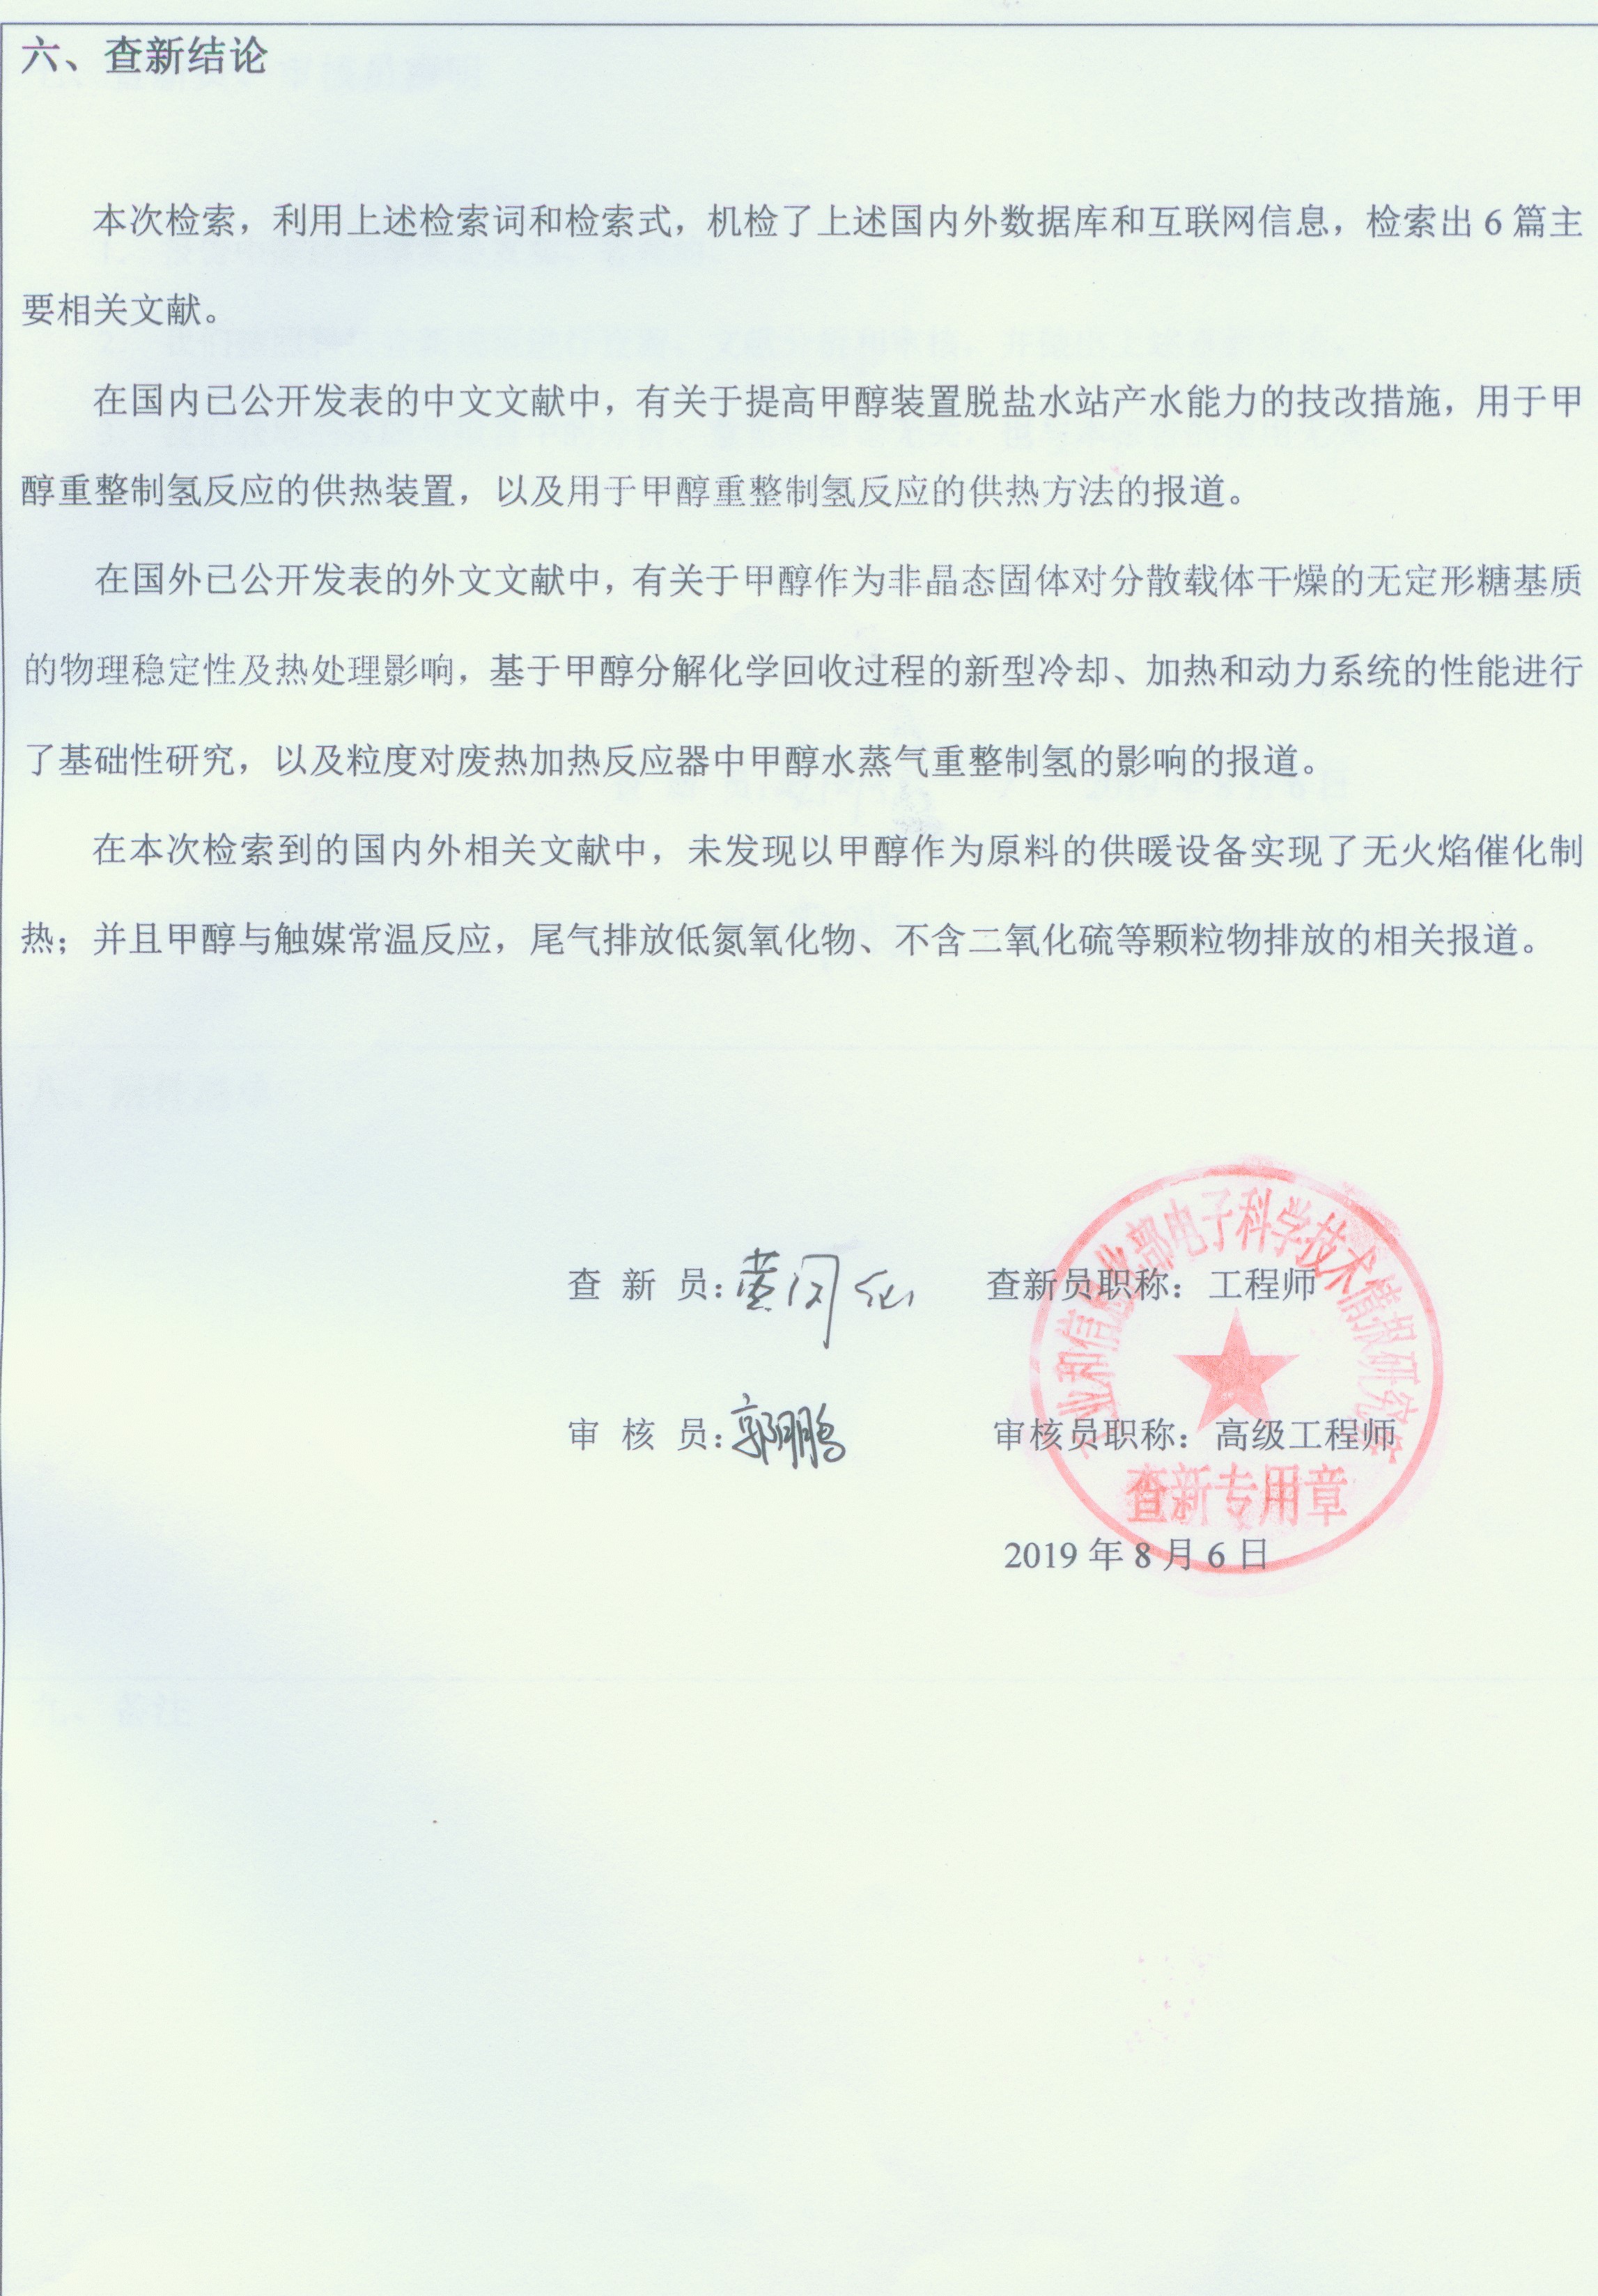 六、查新结论
本次检索，利用上述检索词和检索式，机检了上述国内外数据库和互联网信息，检索出 6 篇主
要相关文献。
在国内已公开发表的中文文献中，有关于提高甲醇装置脱盐水站产水能力的技改措施，用于甲
醇重整制氢反应的供热装置，以及用于甲醇重整制氢反应的供热方法的报道。
在国外已公开发表的外文文献中，有关于甲醇作为非晶态固体对分散载体干燥的无定形糖基质
的物理稳定性及热处理影响，基于甲醇分解化学回收过程的新型冷却、加热和动力系统的性能进行
了基础性研究，以及粒度对废热加热反应器中甲醇水蒸气重整制氢的影响的报道。
在本次检索到的国内外相关文献中，未发现以甲醇作为原料的供暖设备实现了无火焰催化制
热；并且甲醇与触媒常温反应，尾气排放低氮氧化物、不含二氧化硫等颗粒物排放的相关报道。
查 新 员： 查新员职称：工程师
审 核 员：郭鹏 审核员职称：高级工程师
工业和信息化部电子科学技术情报研究所
查新专用章
2019 年 8 月 6 日